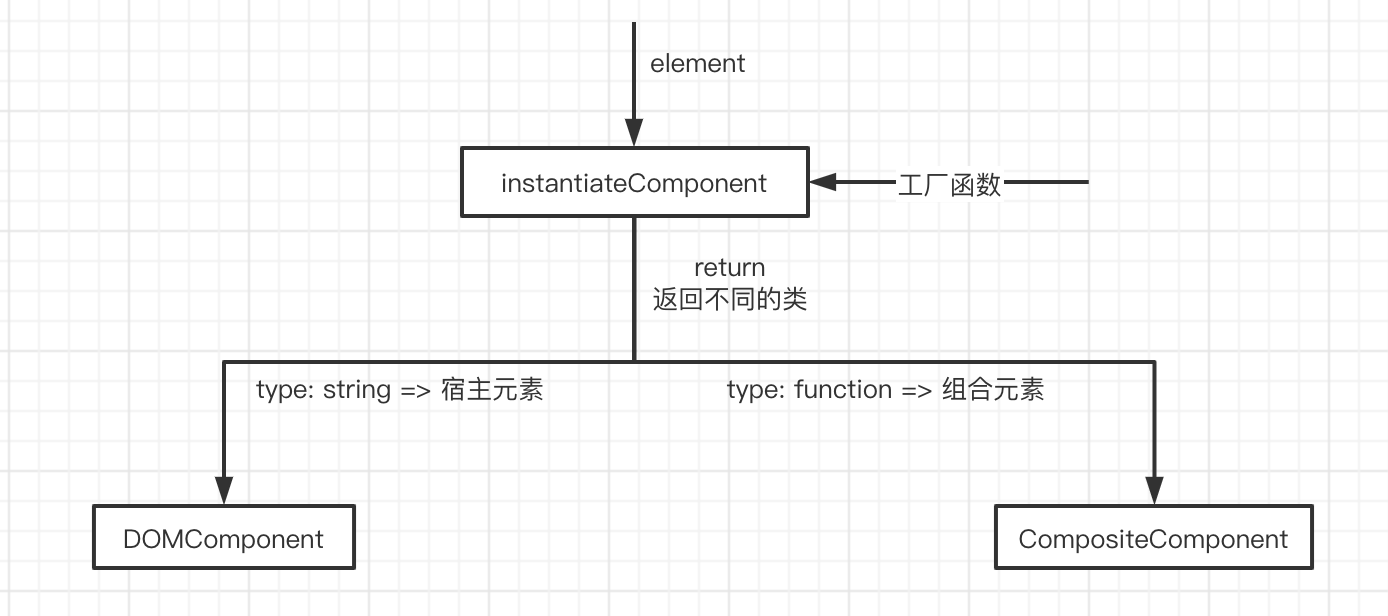 element
instantiateComponent
工厂函数
return
返回不同的类
type: string => 宿主元素
type: function => 组合元素
DOMComponent
CompositeComponent